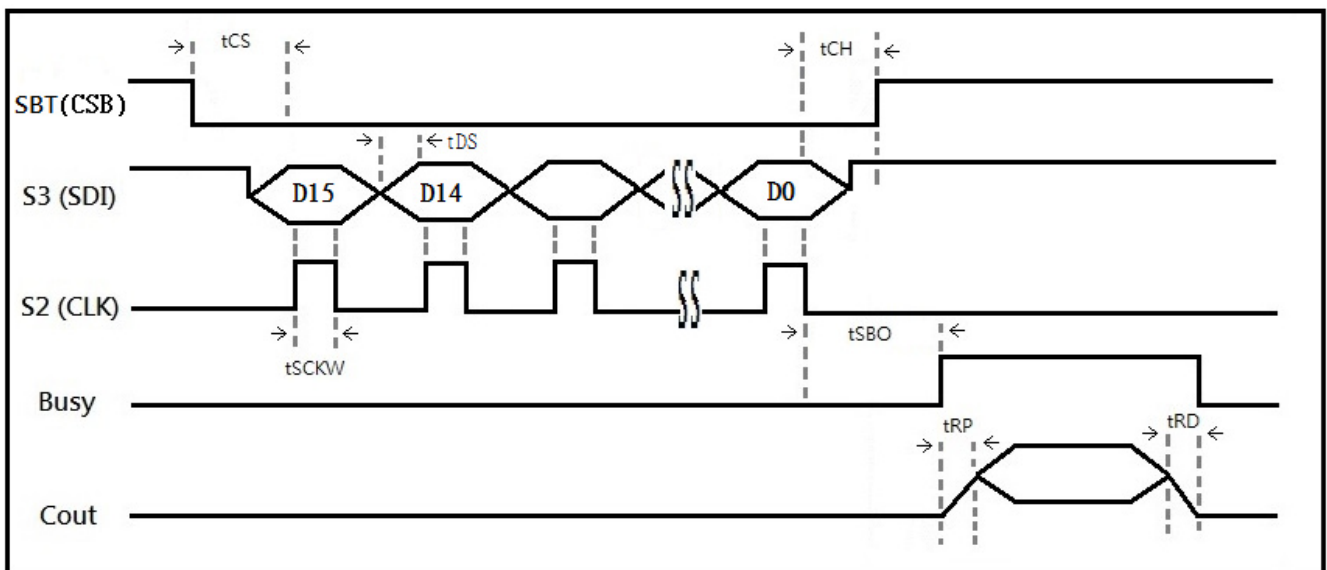 tCS
tCH
SBT(CSB)
tDS
S3 (SDI)
D15
D14
D0
S2 (CLK)
tSCKW
tSBO
Busy
tRP
tRD
Cout